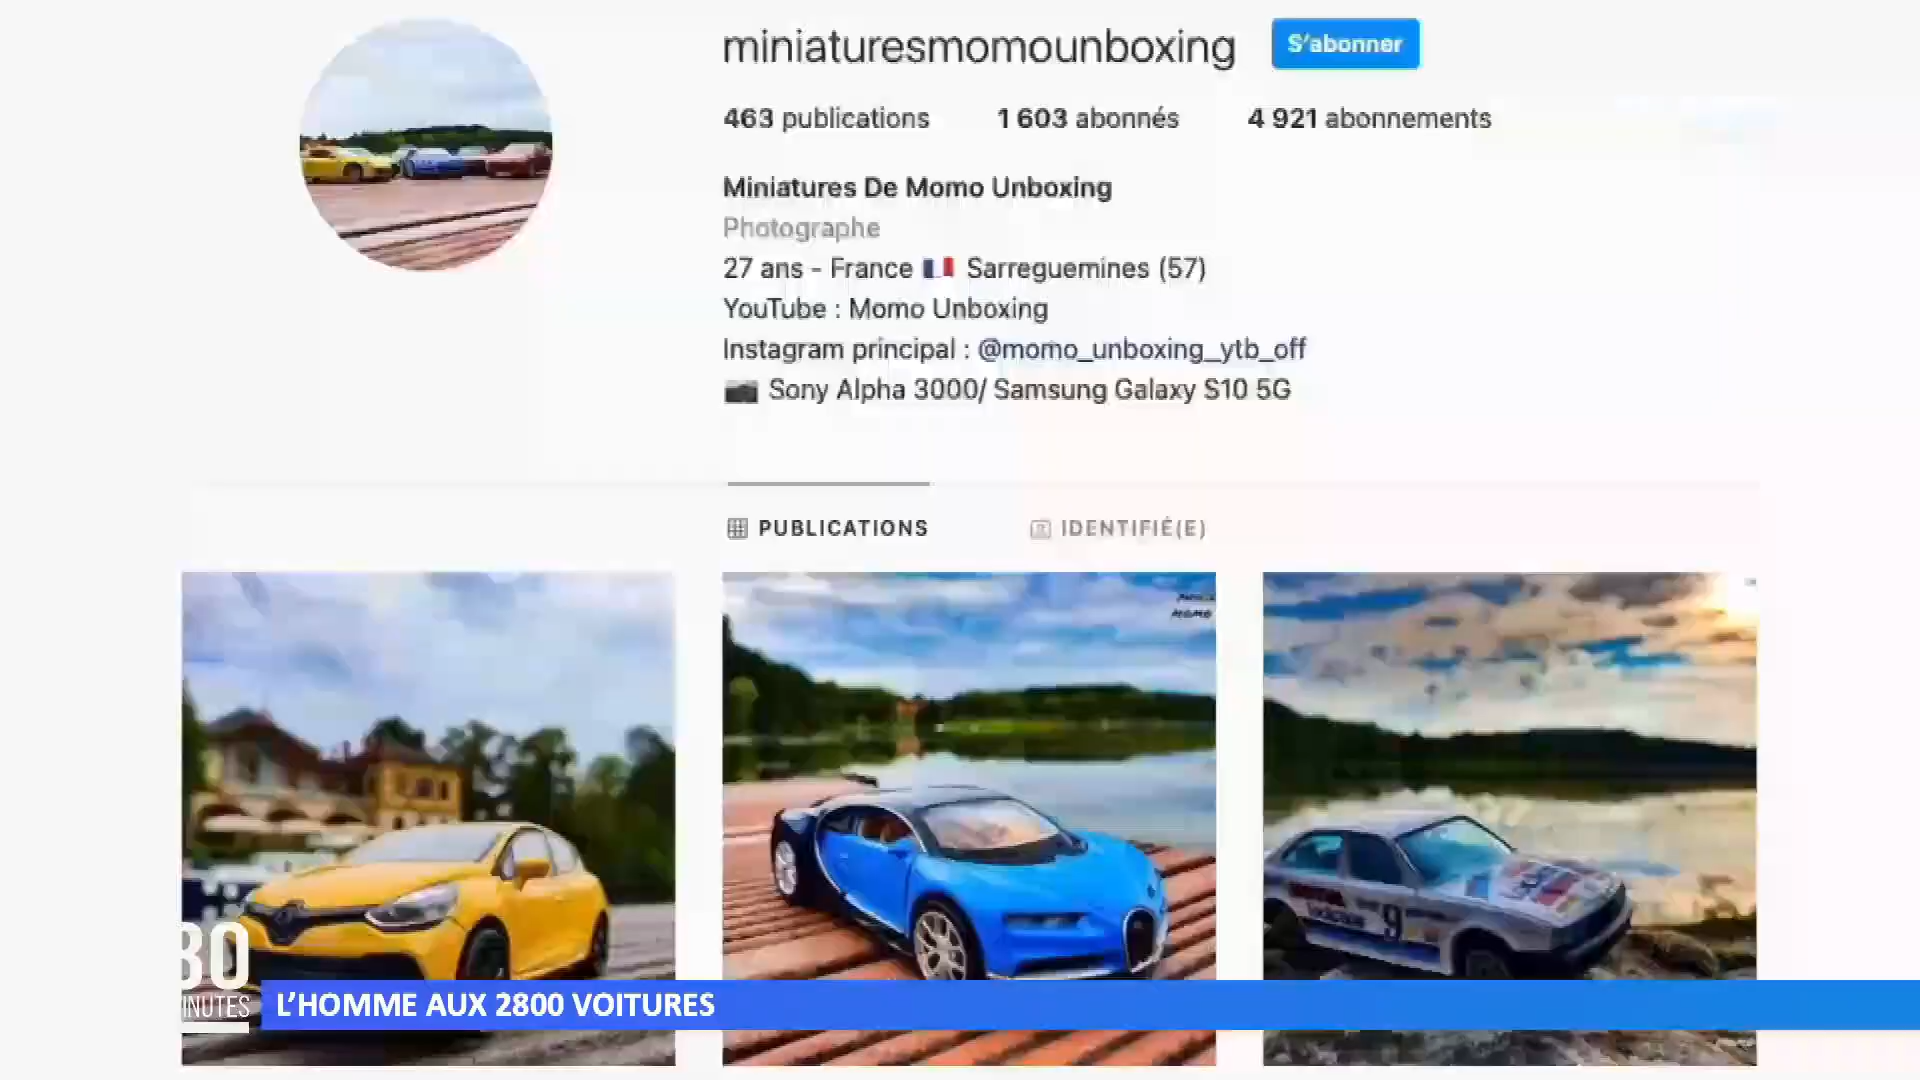 miniaturesmomounboxing S'abonner
463 publications 1 603 abonnés 4 921 abonnements
Miniatures De Momo Unboxing
Photographe
27 ans - France 🇫🇷 Sarreguemines (57)
YouTube : Momo Unboxing
Instagram principal : @momo_unboxing_ytb_off
📷 Sony Alpha 3000/ Samsung Galaxy S10 5G
PUBLICATIONS IDENTIFIÉ(E)
MOMO
9
30
MINUTES
L'HOMME AUX 2800 VOITURES